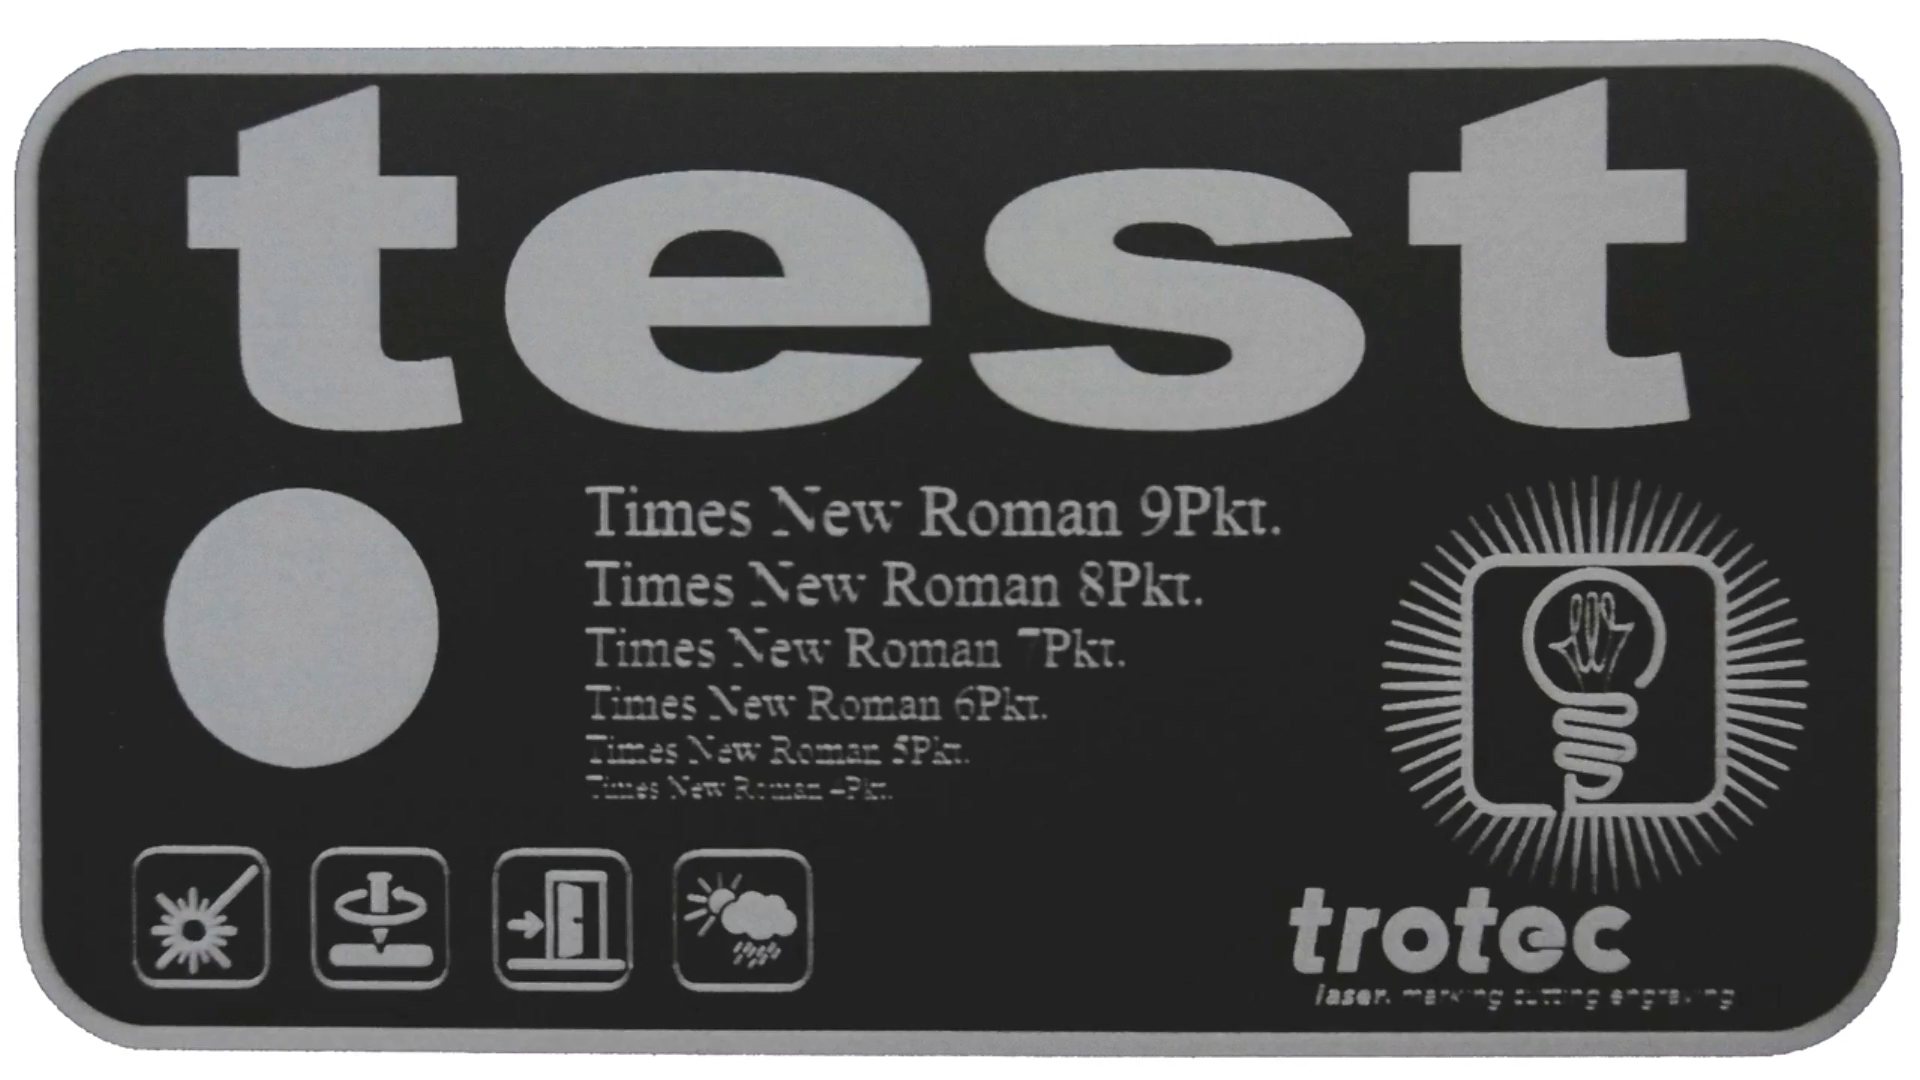 test
Times New Roman 9Pkt.
Times New Roman 8Pkt.
Times New Roman 7Pkt.
Times New Roman 6Pkt.
Times New Roman 5Pkt.
Times New Roman 4Pkt.
trotec
laser. marking cutting engraving